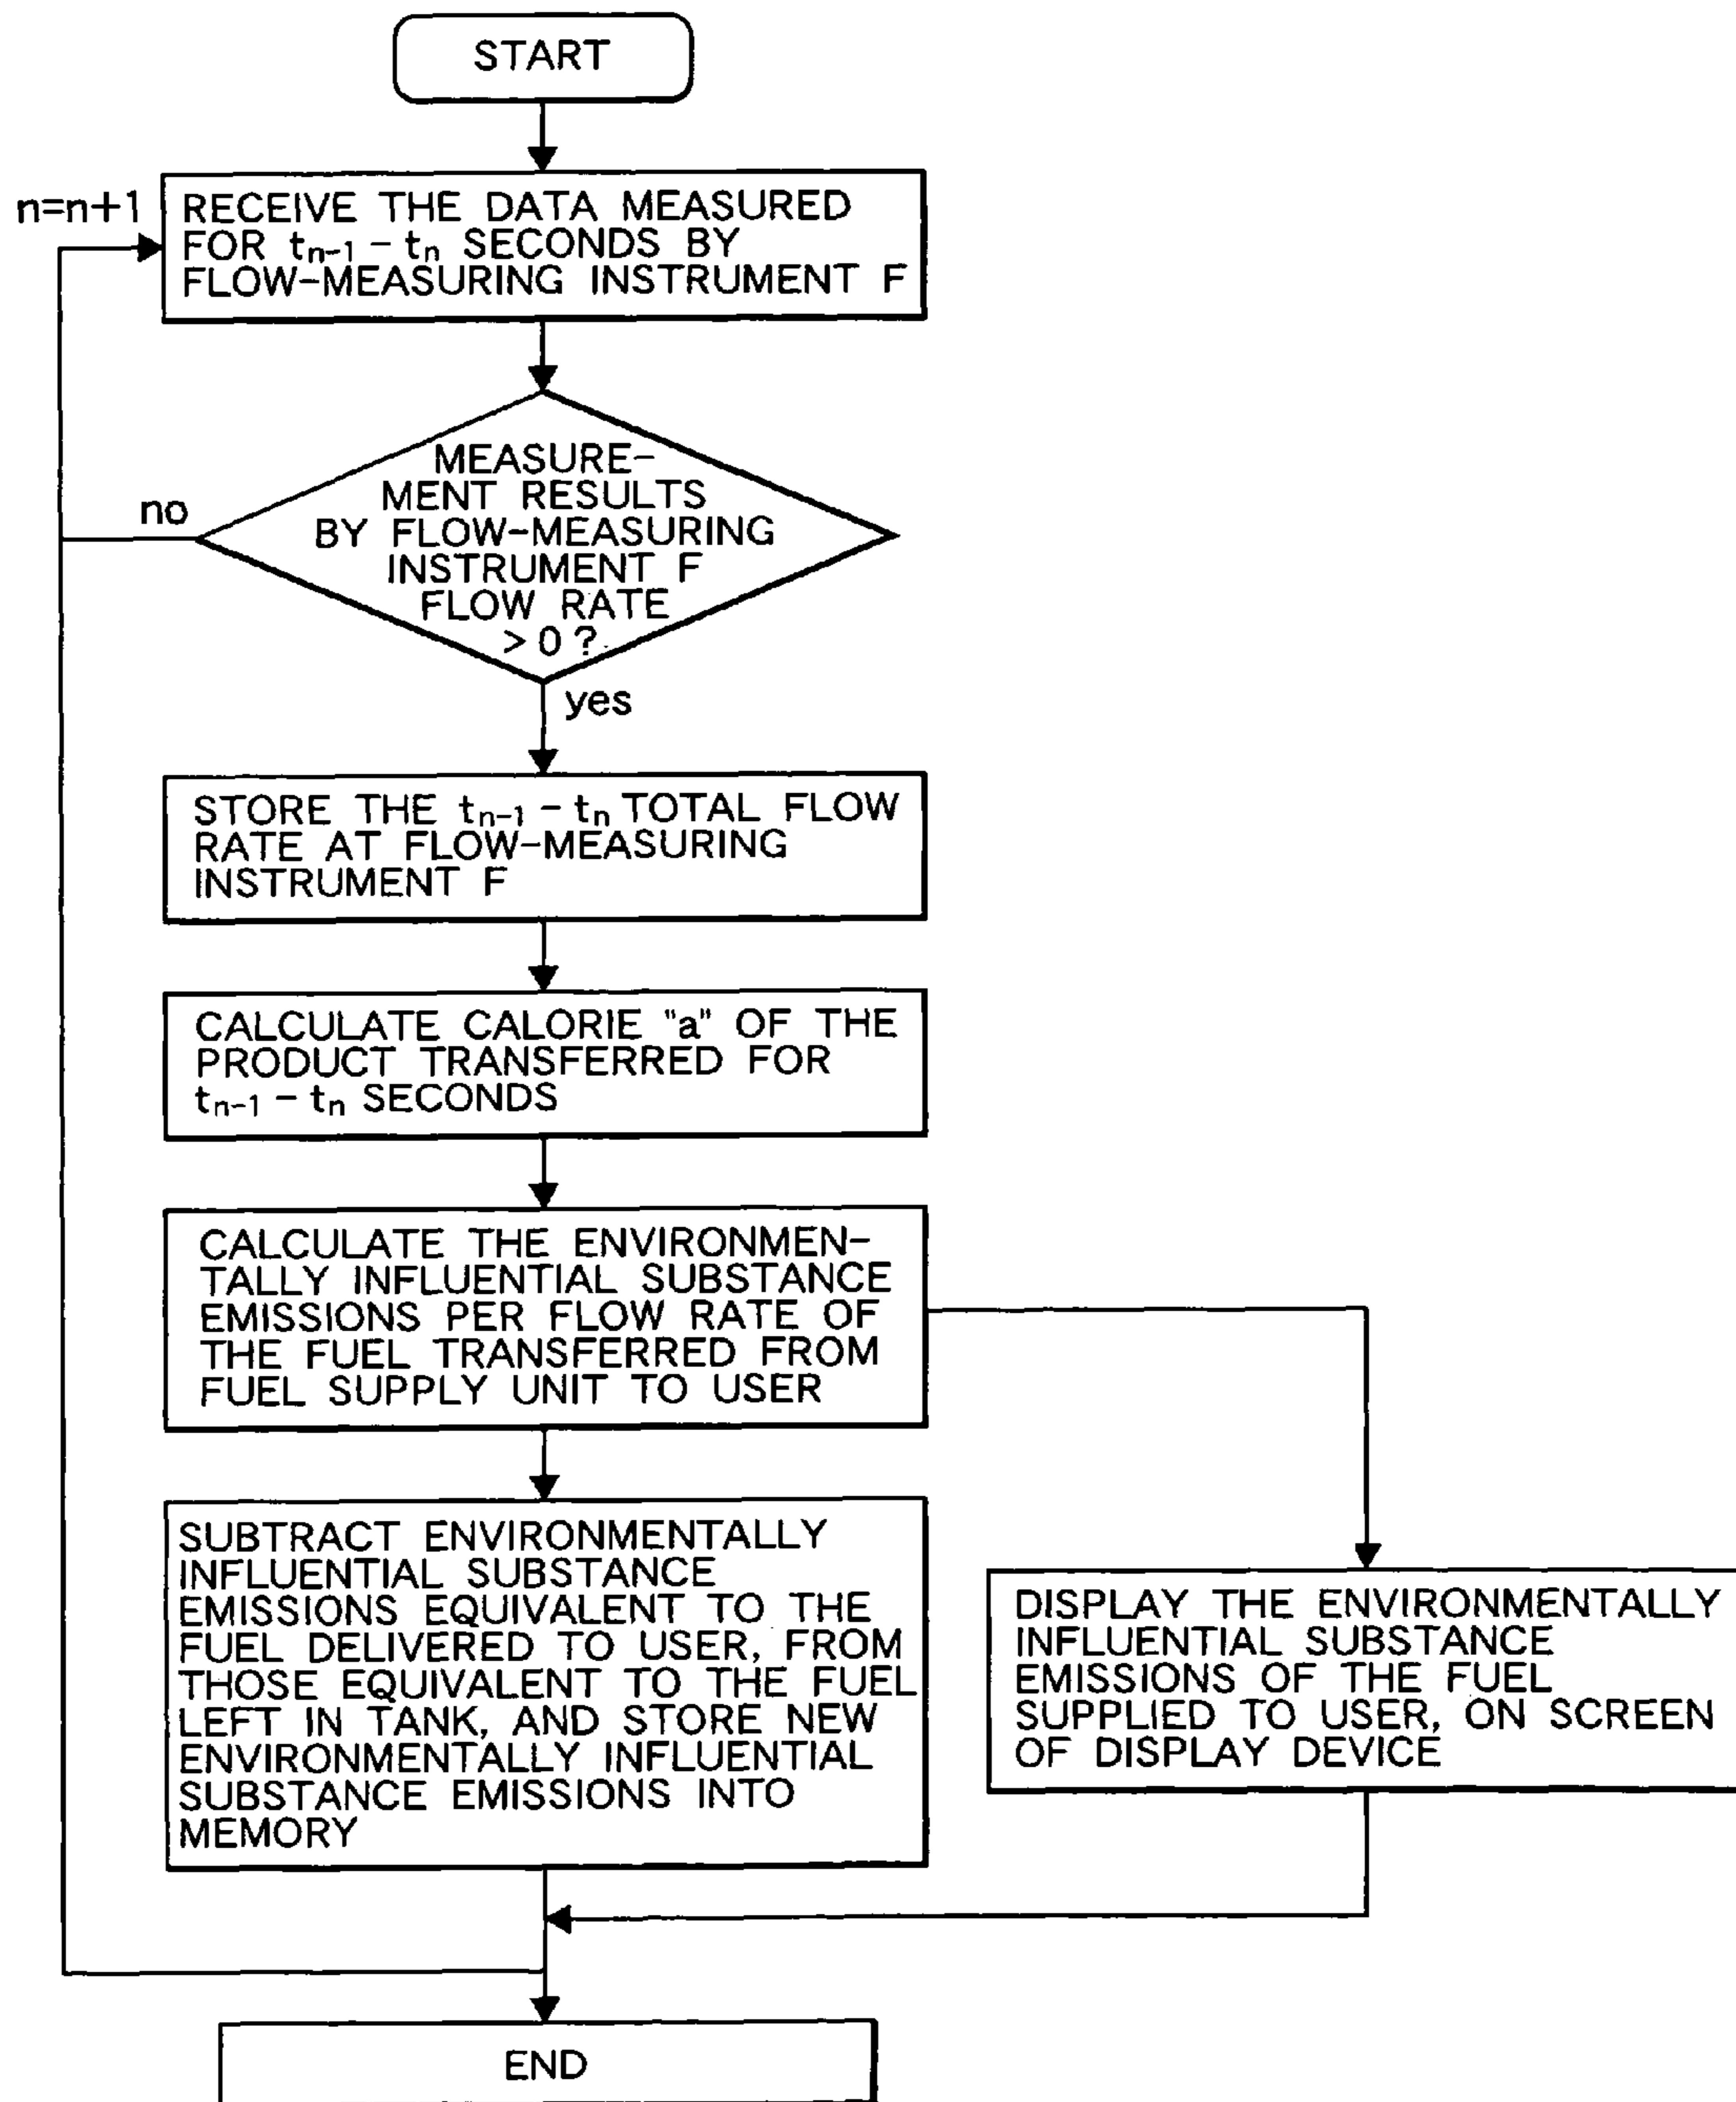 START
n=n+1
RECEIVE THE DATA MEASURED
FOR tn-1 - tn SECONDS BY
FLOW-MEASURING INSTRUMENT F
MEASURE-
MENT RESULTS
BY FLOW-MEASURING
INSTRUMENT F
FLOW RATE
> 0 ?
no
yes
STORE THE tn-1 - tn TOTAL FLOW
RATE AT FLOW-MEASURING
INSTRUMENT F
CALCULATE CALORIE "a" OF THE
PRODUCT TRANSFERRED FOR
tn-1 - tn SECONDS
CALCULATE THE ENVIRONMEN-
TALLY INFLUENTIAL SUBSTANCE
EMISSIONS PER FLOW RATE OF
THE FUEL TRANSFERRED FROM
FUEL SUPPLY UNIT TO USER
SUBTRACT ENVIRONMENTALLY
INFLUENTIAL SUBSTANCE
EMISSIONS EQUIVALENT TO THE
FUEL DELIVERED TO USER, FROM
THOSE EQUIVALENT TO THE FUEL
LEFT IN TANK, AND STORE NEW
ENVIRONMENTALLY INFLUENTIAL
SUBSTANCE EMISSIONS INTO
MEMORY
DISPLAY THE ENVIRONMENTALLY
INFLUENTIAL SUBSTANCE
EMISSIONS OF THE FUEL
SUPPLIED TO USER, ON SCREEN
OF DISPLAY DEVICE
END